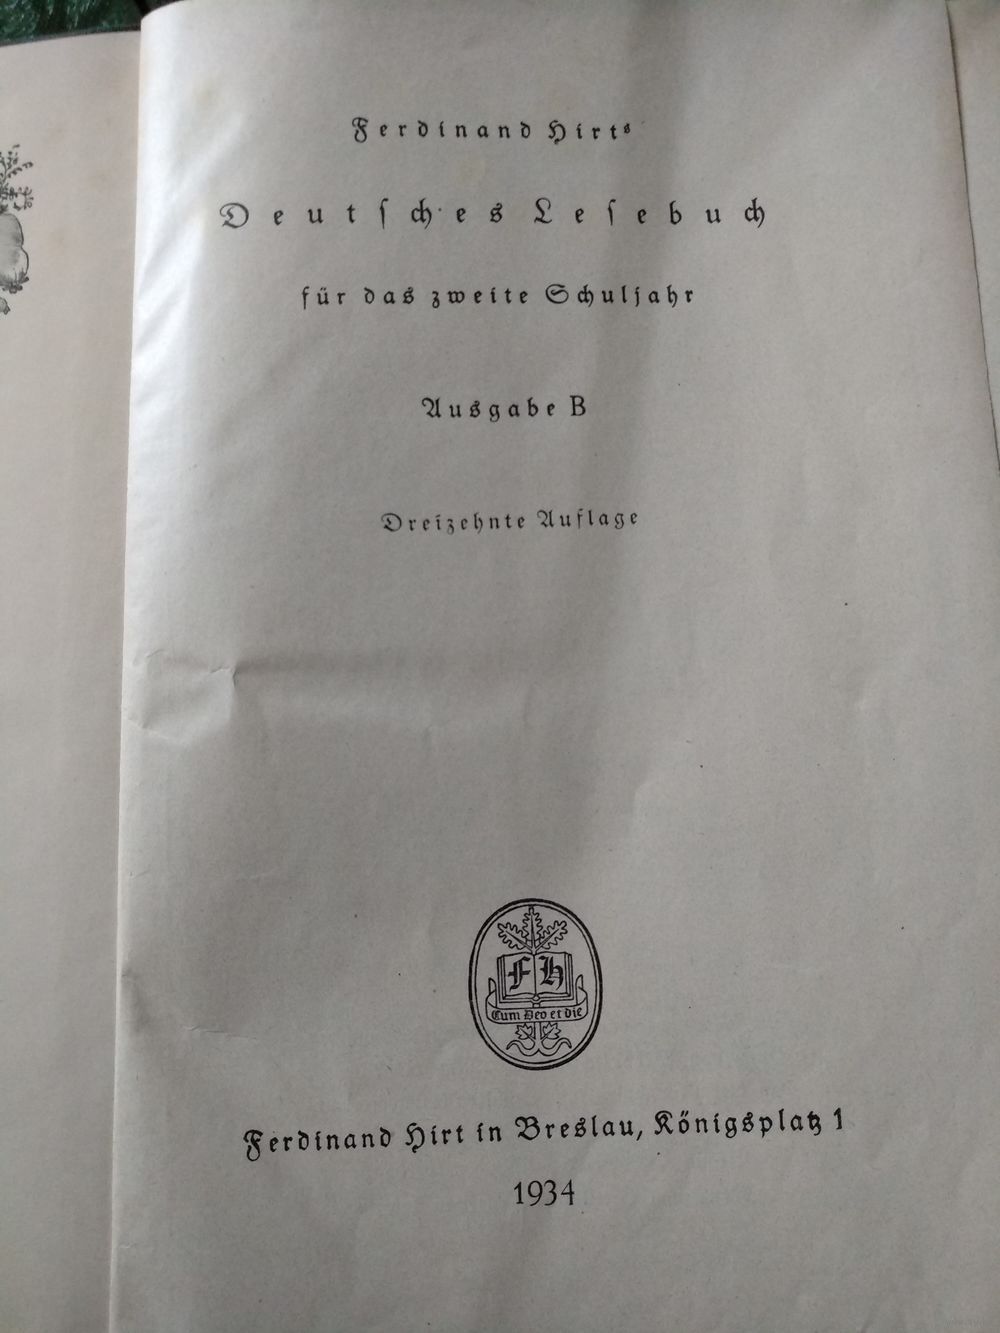 Ferdinand Hirts
Deutſches Leſebuch
für das zweite Schuljahr
Ausgabe B
Dreizehnte Auflage
F H
Cum Deo et die
Ferdinand Hirt in Breslau, Königsplatz 1
1934